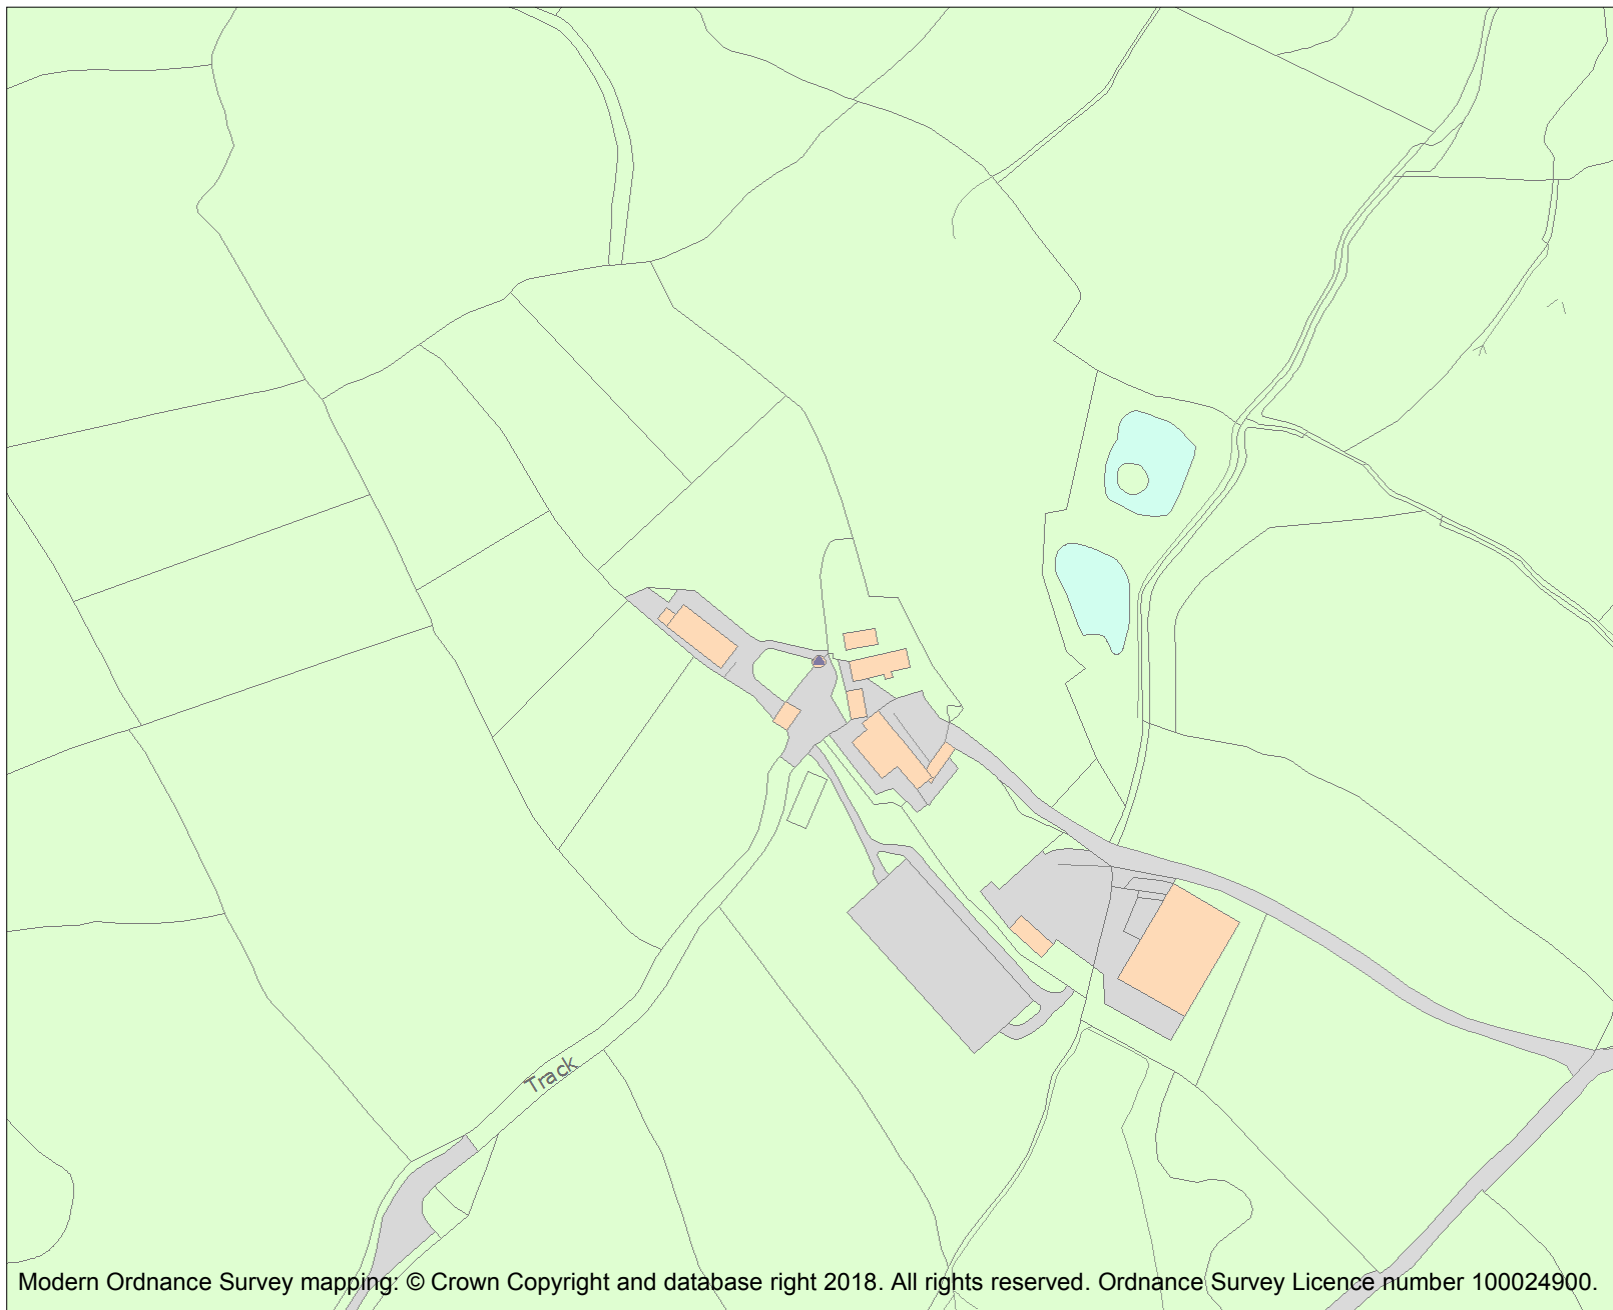 Track
Modern Ordnance Survey mapping: © Crown Copyright and database right 2018. All rights reserved. Ordnance Survey Licence number 100024900.